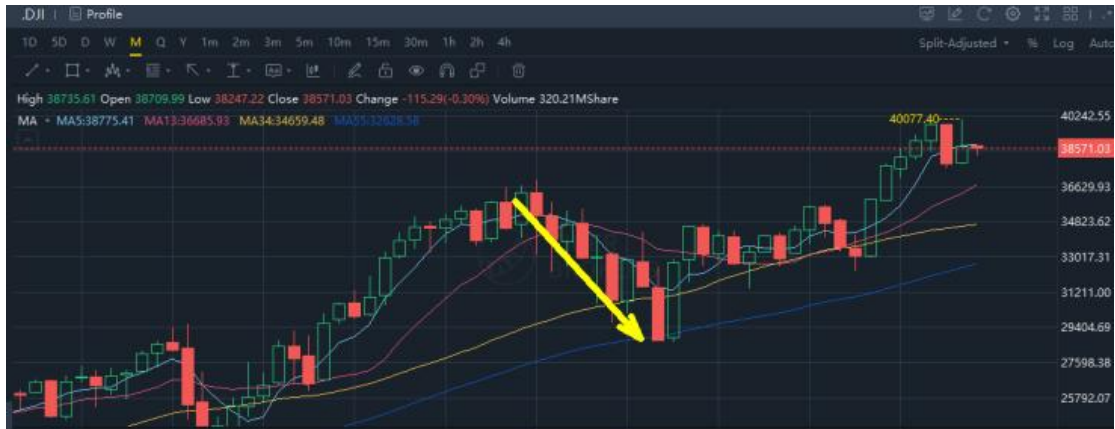 .DJI Profile
1D 5D D W M Q Y 1m 2m 3m 5m 10m 15m 30m 1h 2h 4h Split-Adjusted % Log Auto
High 38735.61 Open 38709.99 Low 38247.22 Close 38571.03 Change -115.29(-0.30%) Volume 320.21MShare
MA MA5:38775.41 MA13:36685.93 MA34:34659.48 MA55:32628.58
40077.40
40242.55
38571.03
36629.93
34823.62
33017.31
31211.00
29404.69
27598.38
25792.07